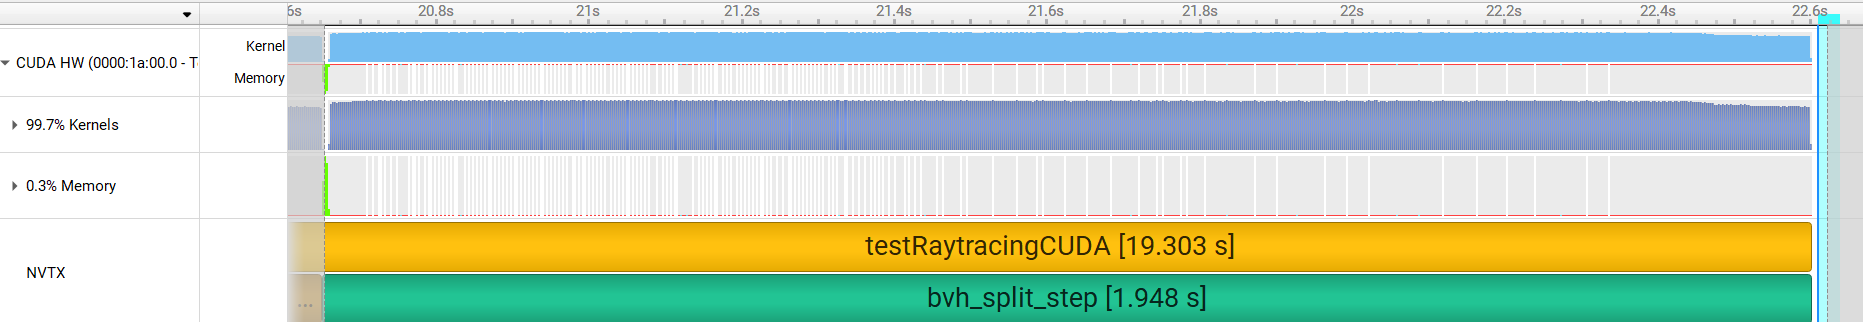 6s 20.8s 21s 21.2s 21.4s 21.6s 21.8s 22s 22.2s 22.4s 22.6s
Kernel
CUDA HW (0000:1a:00.0 - T
Memory
99.7% Kernels
0.3% Memory
testRaytracingCUDA [19.303 s]
NVTX
... bvh_split_step [1.948 s]